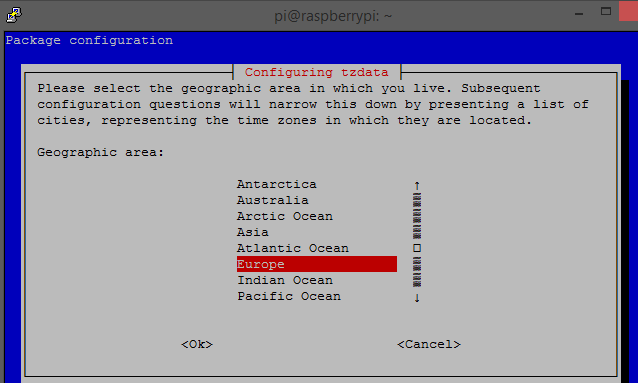 pi@raspberrypi: ~
Package configuration
Configuring tzdata
Please select the geographic area in which you live. Subsequent
configuration questions will narrow this down by presenting a list of
cities, representing the time zones in which they are located.
Geographic area:
Antarctica
Australia
Arctic Ocean
Asia
Atlantic Ocean
Europe
Indian Ocean
Pacific Ocean
<Ok> <Cancel>